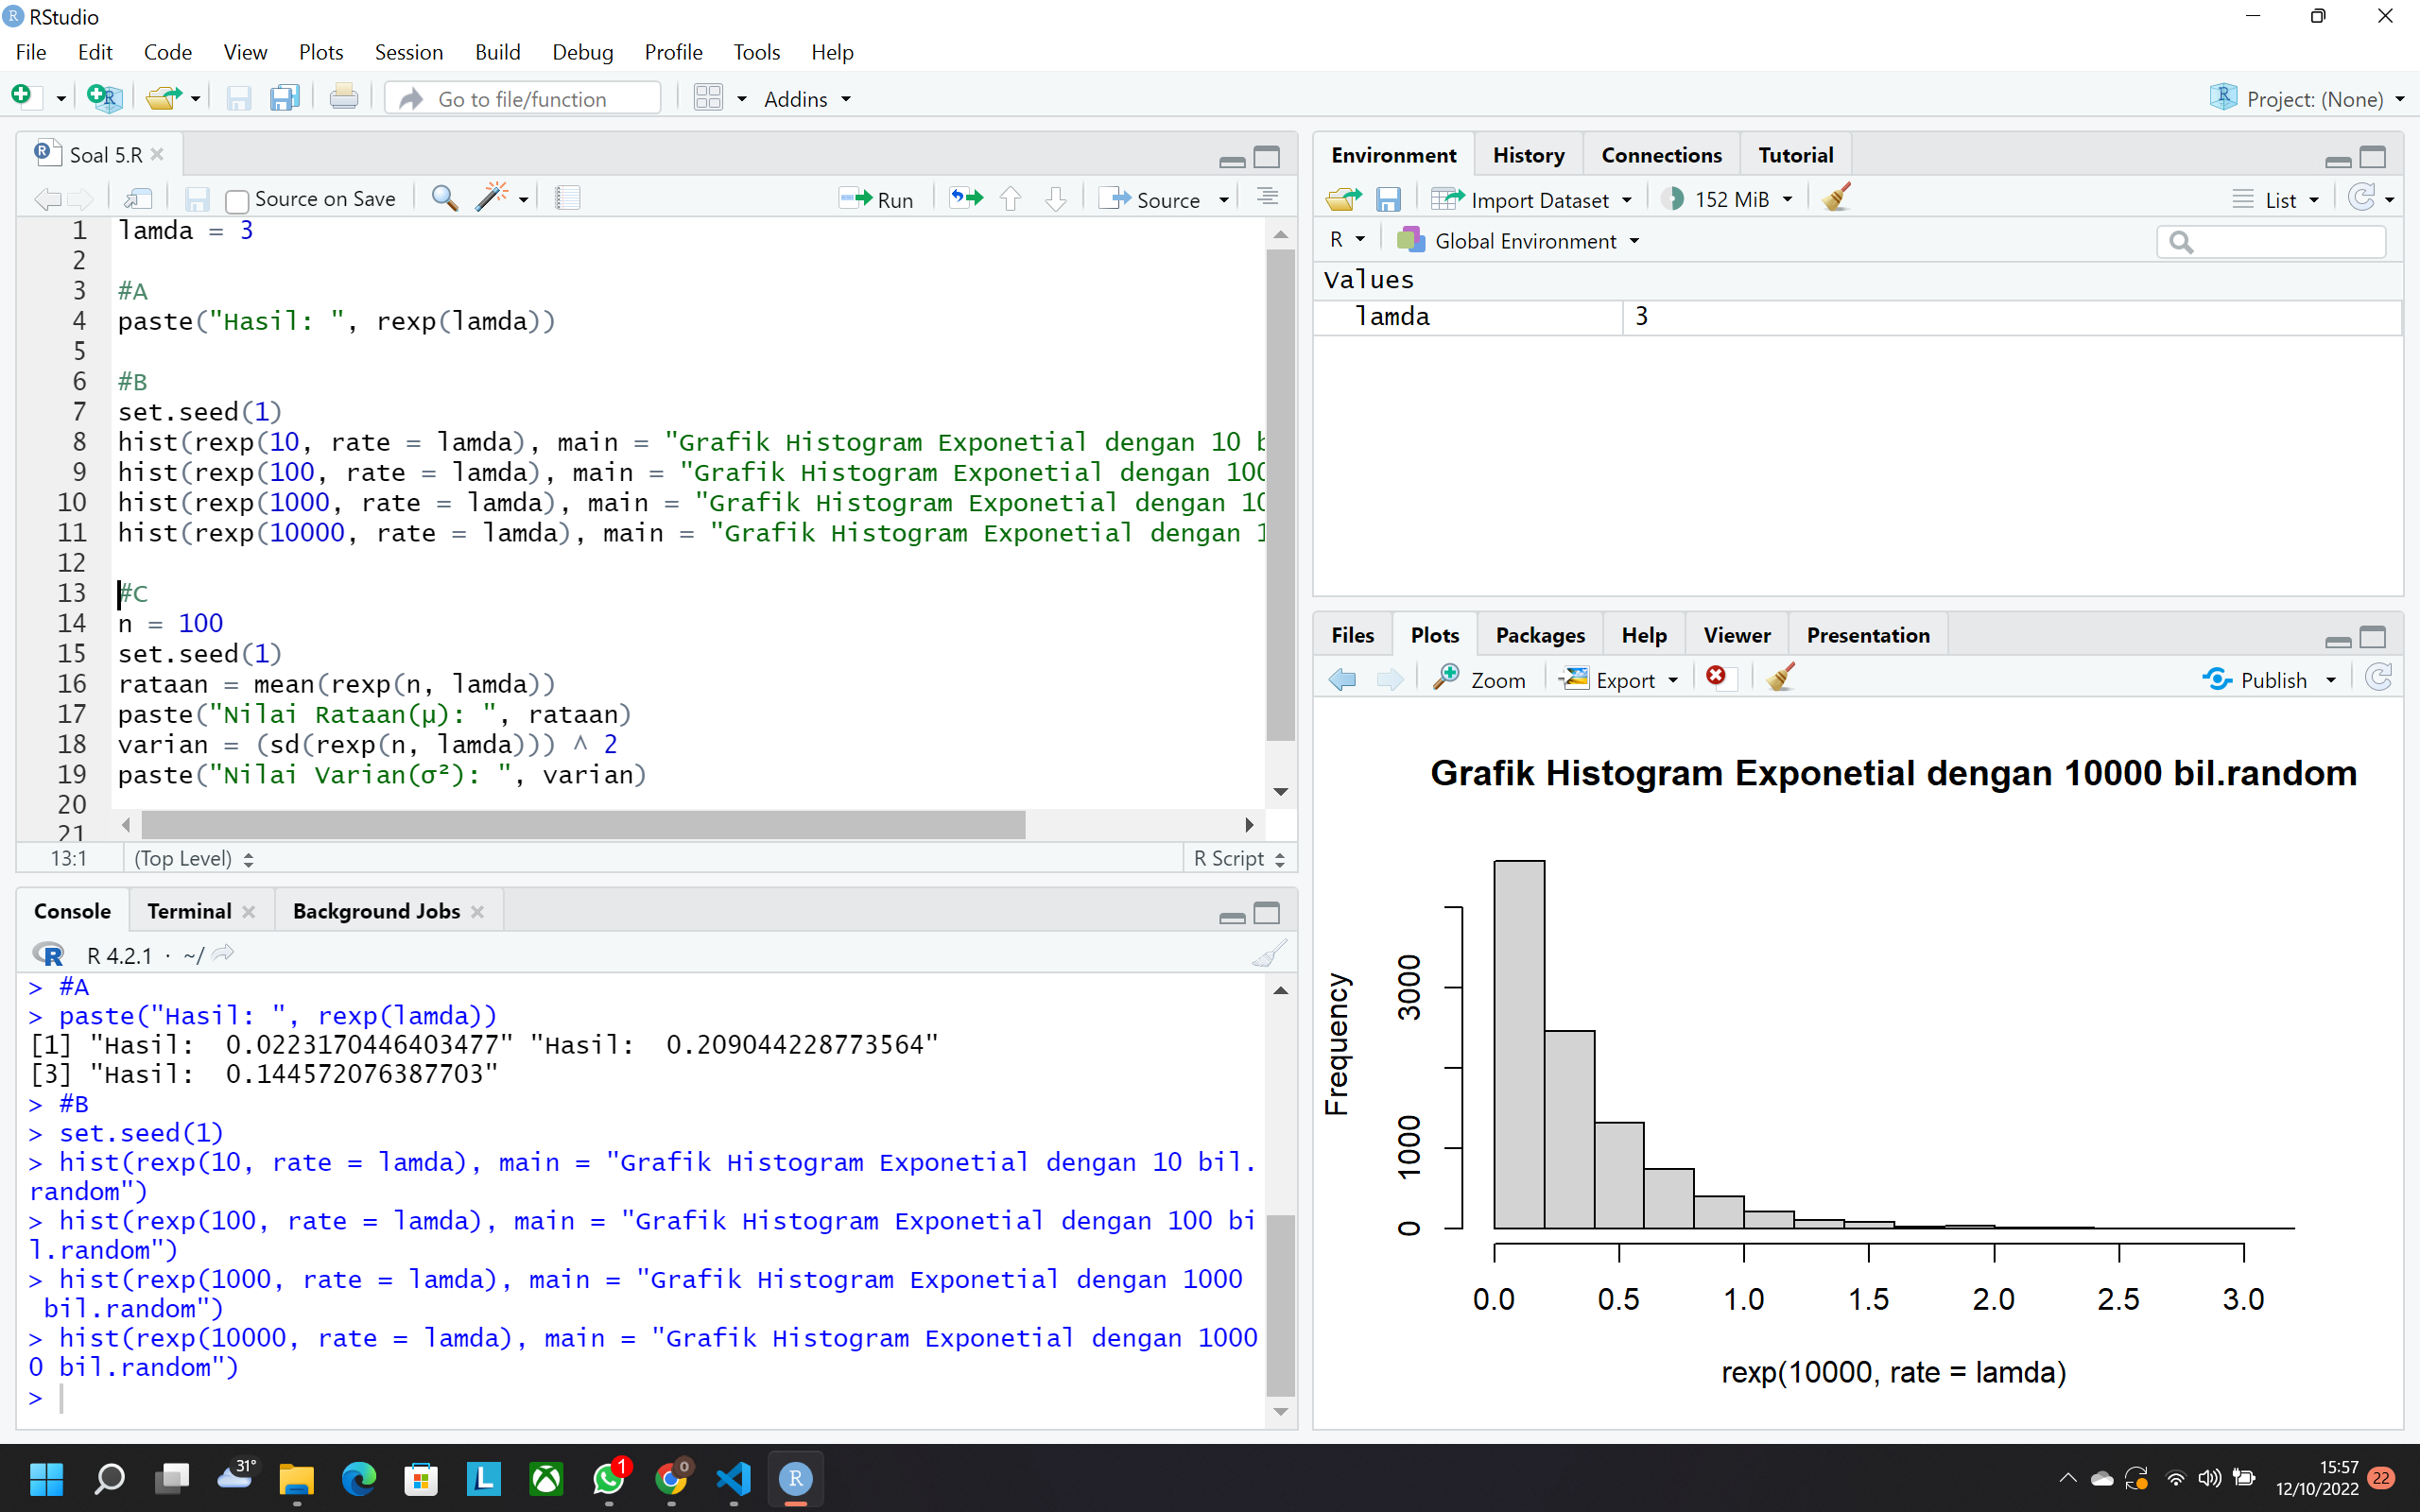 RStudio
File Edit Code View Plots Session Build Debug Profile Tools Help
Go to file/function Addins Project: (None)
Soal 5.R
Source on Save Run Source
1 lamda = 3
2
3 #A
4 paste("Hasil: ", rexp(lamda))
5
6 #B
7 set.seed(1)
8 hist(rexp(10, rate = lamda), main = "Grafik Histogram Exponetial dengan 10 b
9 hist(rexp(100, rate = lamda), main = "Grafik Histogram Exponetial dengan 100
10 hist(rexp(1000, rate = lamda), main = "Grafik Histogram Exponetial dengan 10
11 hist(rexp(10000, rate = lamda), main = "Grafik Histogram Exponetial dengan 1
12
13 #C
14 n = 100
15 set.seed(1)
16 rataan = mean(rexp(n, lamda))
17 paste("Nilai Rataan(μ): ", rataan)
18 varian = (sd(rexp(n, lamda))) ^ 2
19 paste("Nilai Varian(σ²): ", varian)
20
21
13:1 (Top Level) R Script
Console Terminal Background Jobs
R 4.2.1 · ~/
> #A
> paste("Hasil: ", rexp(lamda))
[1] "Hasil:  0.0223170446403477" "Hasil:  0.209044228773564"
[3] "Hasil:  0.144572076387703"
> #B
> set.seed(1)
> hist(rexp(10, rate = lamda), main = "Grafik Histogram Exponetial dengan 10 bil.
random")
> hist(rexp(100, rate = lamda), main = "Grafik Histogram Exponetial dengan 100 bi
l.random")
> hist(rexp(1000, rate = lamda), main = "Grafik Histogram Exponetial dengan 1000
 bil.random")
> hist(rexp(10000, rate = lamda), main = "Grafik Histogram Exponetial dengan 1000
0 bil.random")
>
Environment History Connections Tutorial
Import Dataset 152 MiB List
R Global Environment
Values
lamda 3
Files Plots Packages Help Viewer Presentation
Zoom Export Publish
Grafik Histogram Exponetial dengan 10000 bil.random
Frequency
0 1000 3000
0.0 0.5 1.0 1.5 2.0 2.5 3.0
rexp(10000, rate = lamda)
31° L 1 0 R
15:57
12/10/2022
22